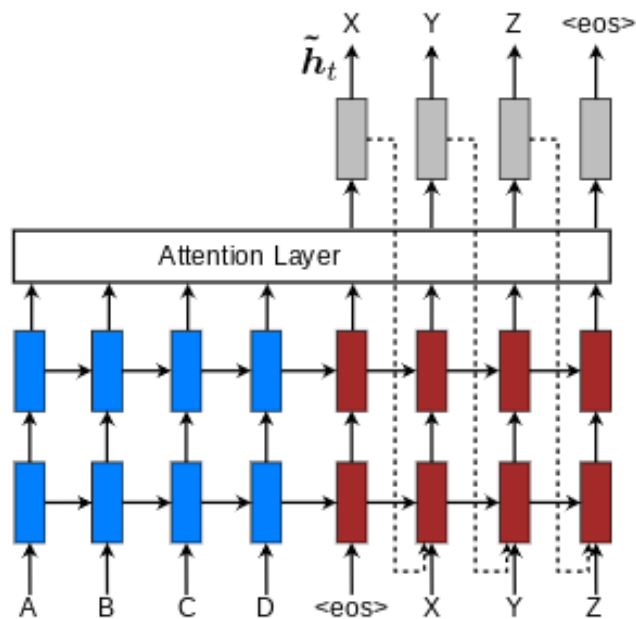 X Y Z <eos>
h̃t
Attention Layer
A B C D <eos> X Y Z